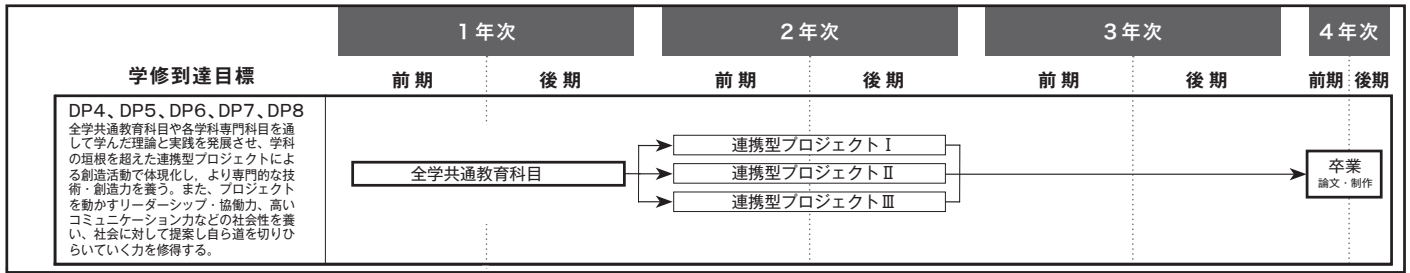 1年次
2年次
3年次
4年次
学修到達目標
前期
後期
前期
後期
前期
後期
前期
後期
DP4、DP5、DP6、DP7、DP8
全学共通教育科目や各学科専門科目を通
して学んだ理論と実践を発展させ、学科
の垣根を超えた連携型プロジェクトによ
る創造活動で体現化し，より専門的な技
術・創造力を養う。また、プロジェクト
を動かすリーダーシップ・協働力、高い
コミュニケーション力などの社会性を養
い、社会に対して提案し自ら道を切りひ
らいていく力を修得する。
全学共通教育科目
連携型プロジェクトⅠ
連携型プロジェクトⅡ
連携型プロジェクトⅢ
卒業
論文・制作